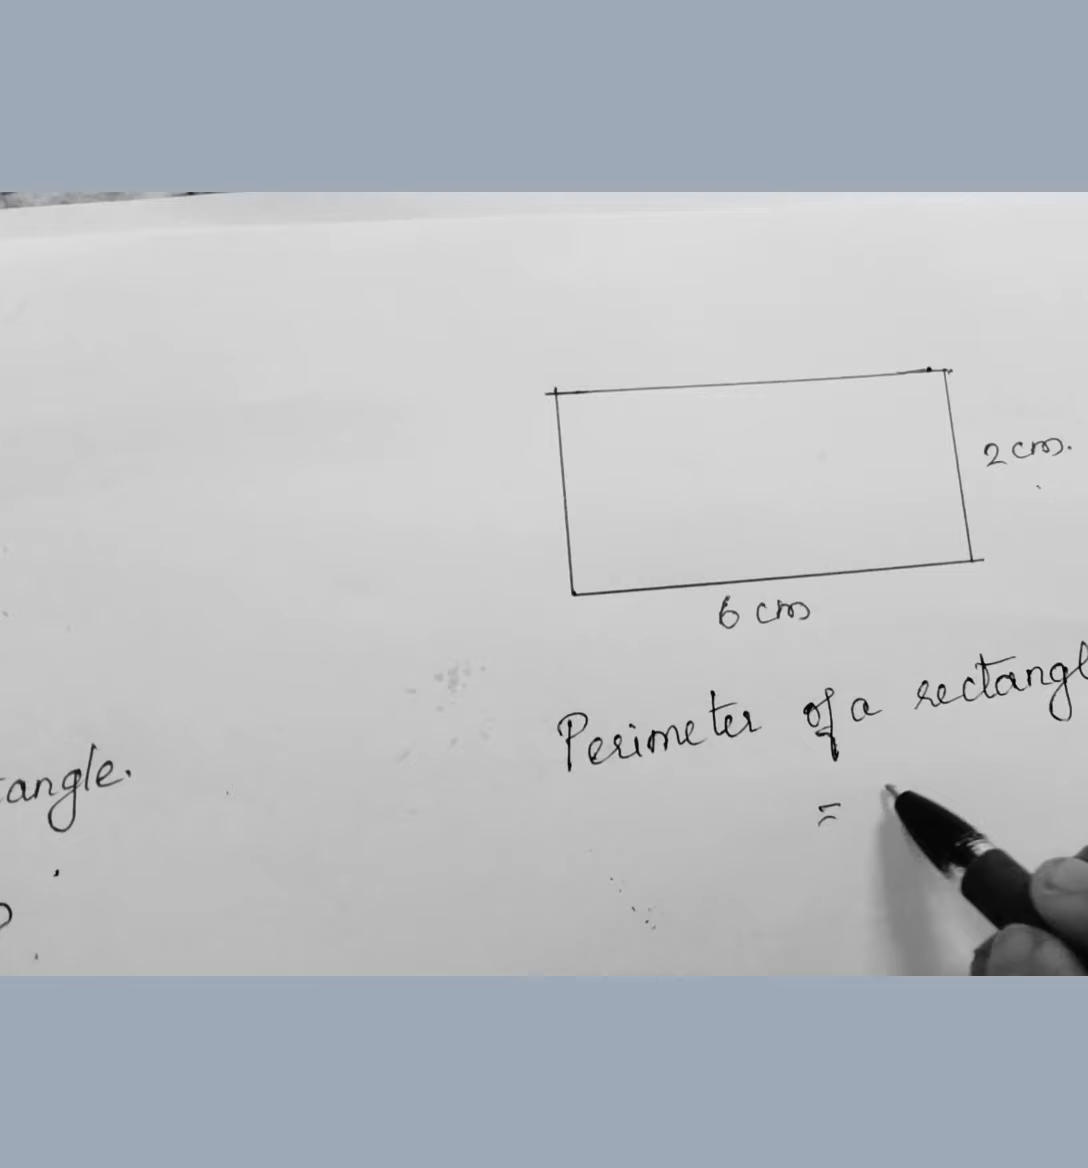 2 cm.
6 cm
Perimeter of a rectangl
=
angle.